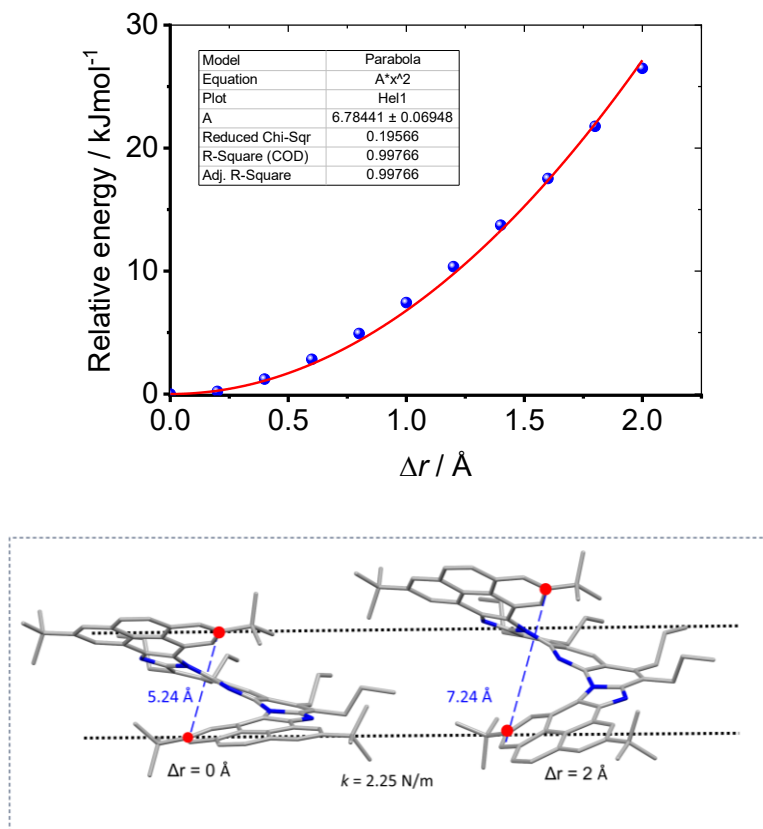 30
20
10
0
Relative energy / kJmol⁻¹
Model Parabola
Equation A*x^2
Plot Hel1
A 6.78441 ± 0.06948
Reduced Chi-Sqr 0.19566
R-Square (COD) 0.99766
Adj. R-Square 0.99766
0.0 0.5 1.0 1.5 2.0
Δr / Å
5.24 Å
7.24 Å
Δr = 0 Å
k = 2.25 N/m
Δr = 2 Å